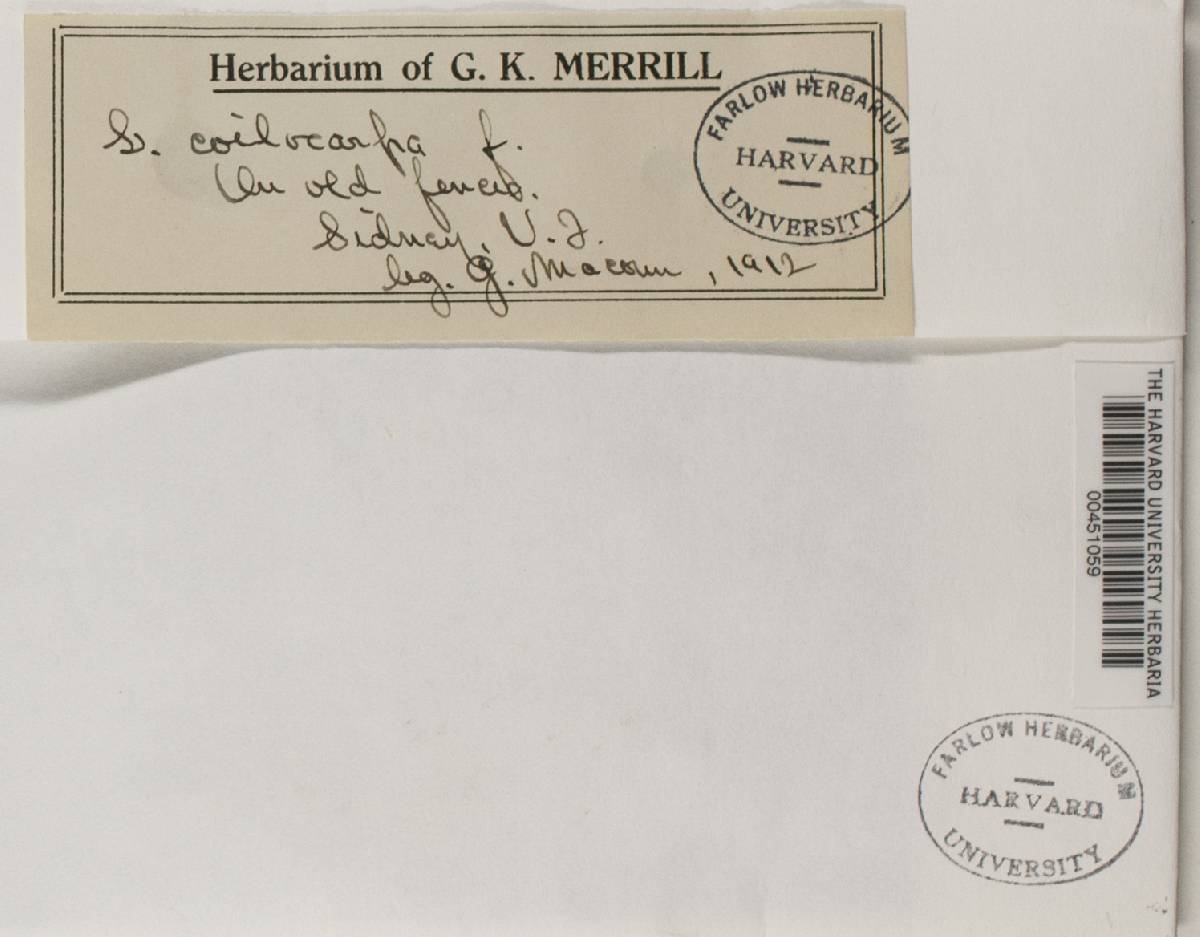 Herbarium of G. K. MERRILL
S. coilocarpa f.
On old fences.
Sidney, V. I.
leg. J. Macoun, 1912
FARLOW HERBARIUM
HARVARD
UNIVERSITY
THE HARVARD UNIVERSITY HERBARIA
00451059
FARLOW HERBARIUM
HARVARD
UNIVERSITY